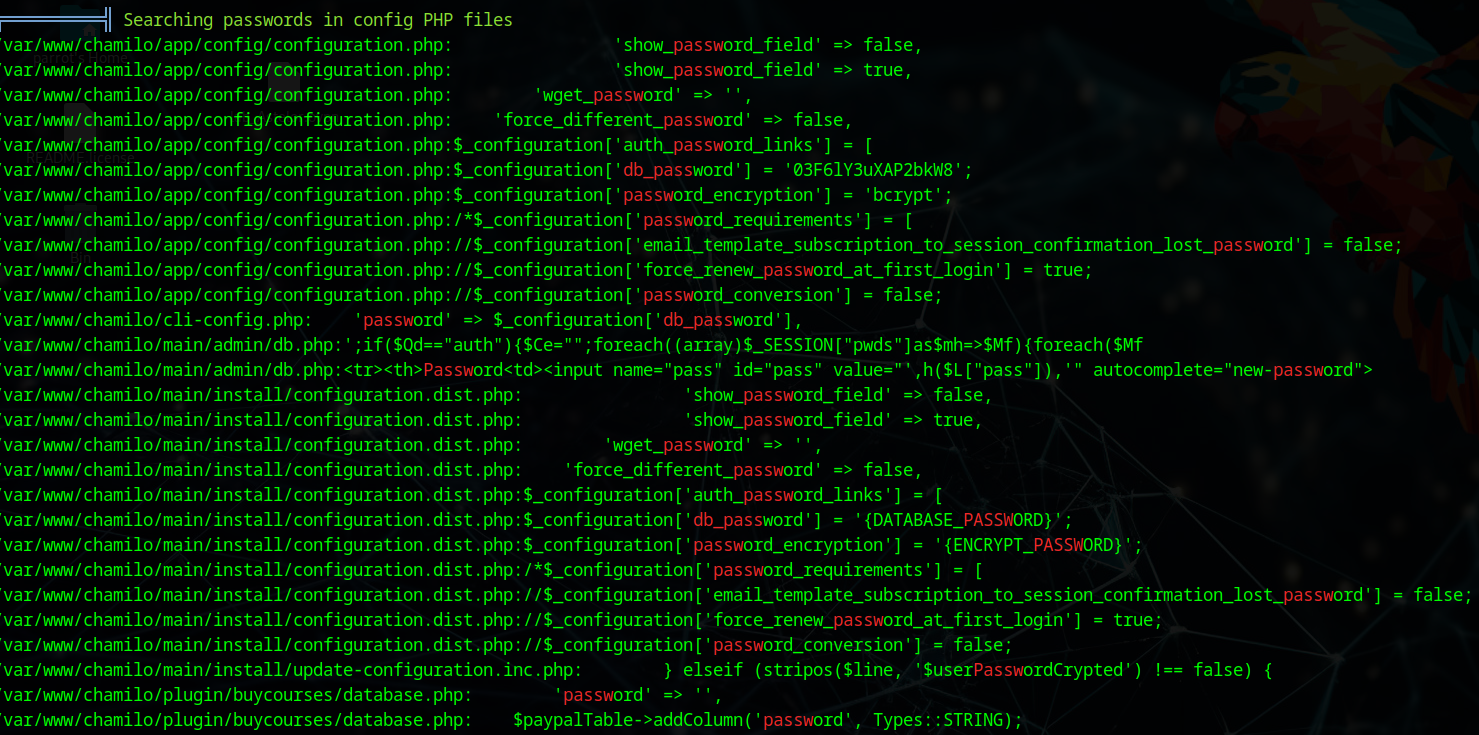 Searching passwords in config PHP files
/var/www/chamilo/app/config/configuration.php:                'show_password_field' => false,
/var/www/chamilo/app/config/configuration.php:                'show_password_field' => true,
/var/www/chamilo/app/config/configuration.php:        'wget_password' => '',
/var/www/chamilo/app/config/configuration.php:    'force_different_password' => false,
/var/www/chamilo/app/config/configuration.php:$_configuration['auth_password_links'] = [
/var/www/chamilo/app/config/configuration.php:$_configuration['db_password'] = '03F6lY3uXAP2bkW8';
/var/www/chamilo/app/config/configuration.php:$_configuration['password_encryption'] = 'bcrypt';
/var/www/chamilo/app/config/configuration.php:/*$_configuration['password_requirements'] = [
/var/www/chamilo/app/config/configuration.php://$_configuration['email_template_subscription_to_session_confirmation_lost_password'] = false;
/var/www/chamilo/app/config/configuration.php://$_configuration['force_renew_password_at_first_login'] = true;
/var/www/chamilo/app/config/configuration.php://$_configuration['password_conversion'] = false;
/var/www/chamilo/cli-config.php:    'password' => $_configuration['db_password'],
/var/www/chamilo/main/admin/db.php:';if($Qd=="auth"){$Ce="";foreach((array)$_SESSION["pwds"]as$mh=>$Mf){foreach($Mf
/var/www/chamilo/main/admin/db.php:<tr><th>Password<td><input name="pass" id="pass" value="',h($L["pass"]),'" autocomplete="new-password">
/var/www/chamilo/main/install/configuration.dist.php:                'show_password_field' => false,
/var/www/chamilo/main/install/configuration.dist.php:                'show_password_field' => true,
/var/www/chamilo/main/install/configuration.dist.php:        'wget_password' => '',
/var/www/chamilo/main/install/configuration.dist.php:    'force_different_password' => false,
/var/www/chamilo/main/install/configuration.dist.php:$_configuration['auth_password_links'] = [
/var/www/chamilo/main/install/configuration.dist.php:$_configuration['db_password'] = '{DATABASE_PASSWORD}';
/var/www/chamilo/main/install/configuration.dist.php:$_configuration['password_encryption'] = '{ENCRYPT_PASSWORD}';
/var/www/chamilo/main/install/configuration.dist.php:/*$_configuration['password_requirements'] = [
/var/www/chamilo/main/install/configuration.dist.php://$_configuration['email_template_subscription_to_session_confirmation_lost_password'] = false;
/var/www/chamilo/main/install/configuration.dist.php://$_configuration['force_renew_password_at_first_login'] = true;
/var/www/chamilo/main/install/configuration.dist.php://$_configuration['password_conversion'] = false;
/var/www/chamilo/main/install/update-configuration.inc.php:        } elseif (stripos($line, '$userPasswordCrypted') !== false) {
/var/www/chamilo/plugin/buycourses/database.php:        'password' => '',
/var/www/chamilo/plugin/buycourses/database.php:    $paypalTable->addColumn('password', Types::STRING);